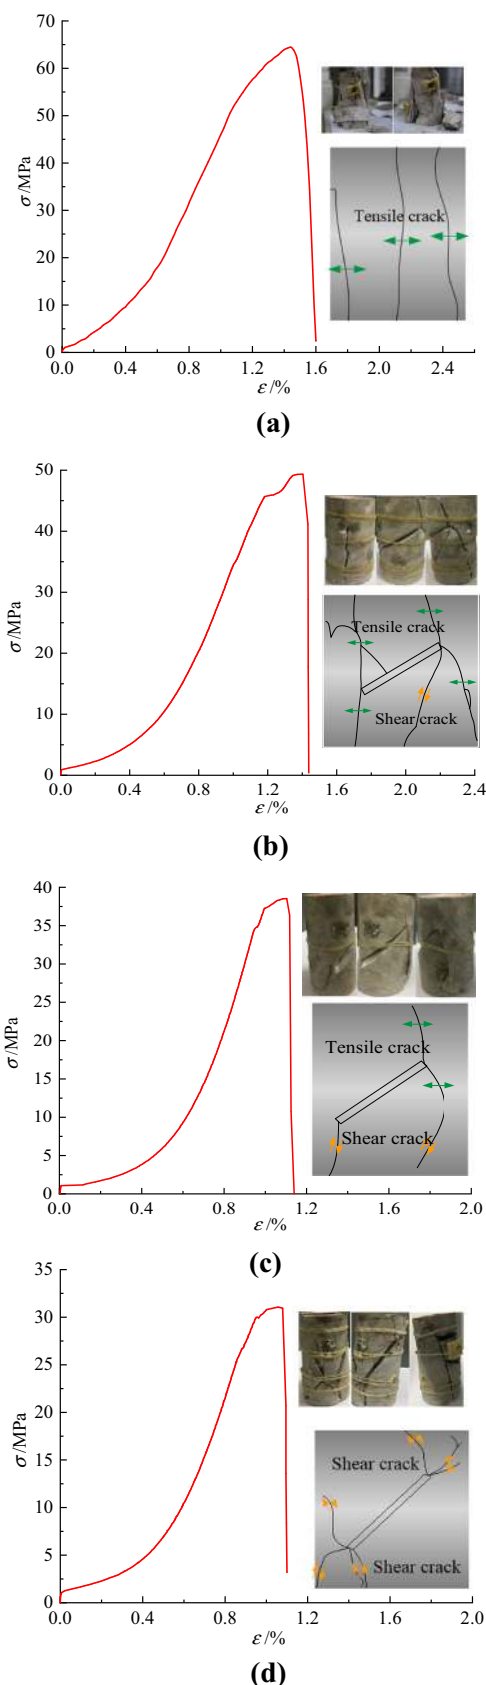 70
60
50
40
30
20
10
0
σ/MPa
Tensile crack
0.0 0.4 0.8 1.2 1.6 2.0 2.4
ε/%
(a)
50
40
30
20
10
0
σ/MPa
Tensile crack
Shear crack
0.0 0.4 0.8 1.2 1.6 2.0 2.4
ε/%
(b)
40
35
30
25
20
15
10
5
0
σ/MPa
Tensile crack
Shear crack
0.0 0.4 0.8 1.2 1.6 2.0
ε/%
(c)
35
30
25
20
15
10
5
0
σ/MPa
Shear crack
Shear crack
0.0 0.4 0.8 1.2 1.6 2.0
ε/%
(d)